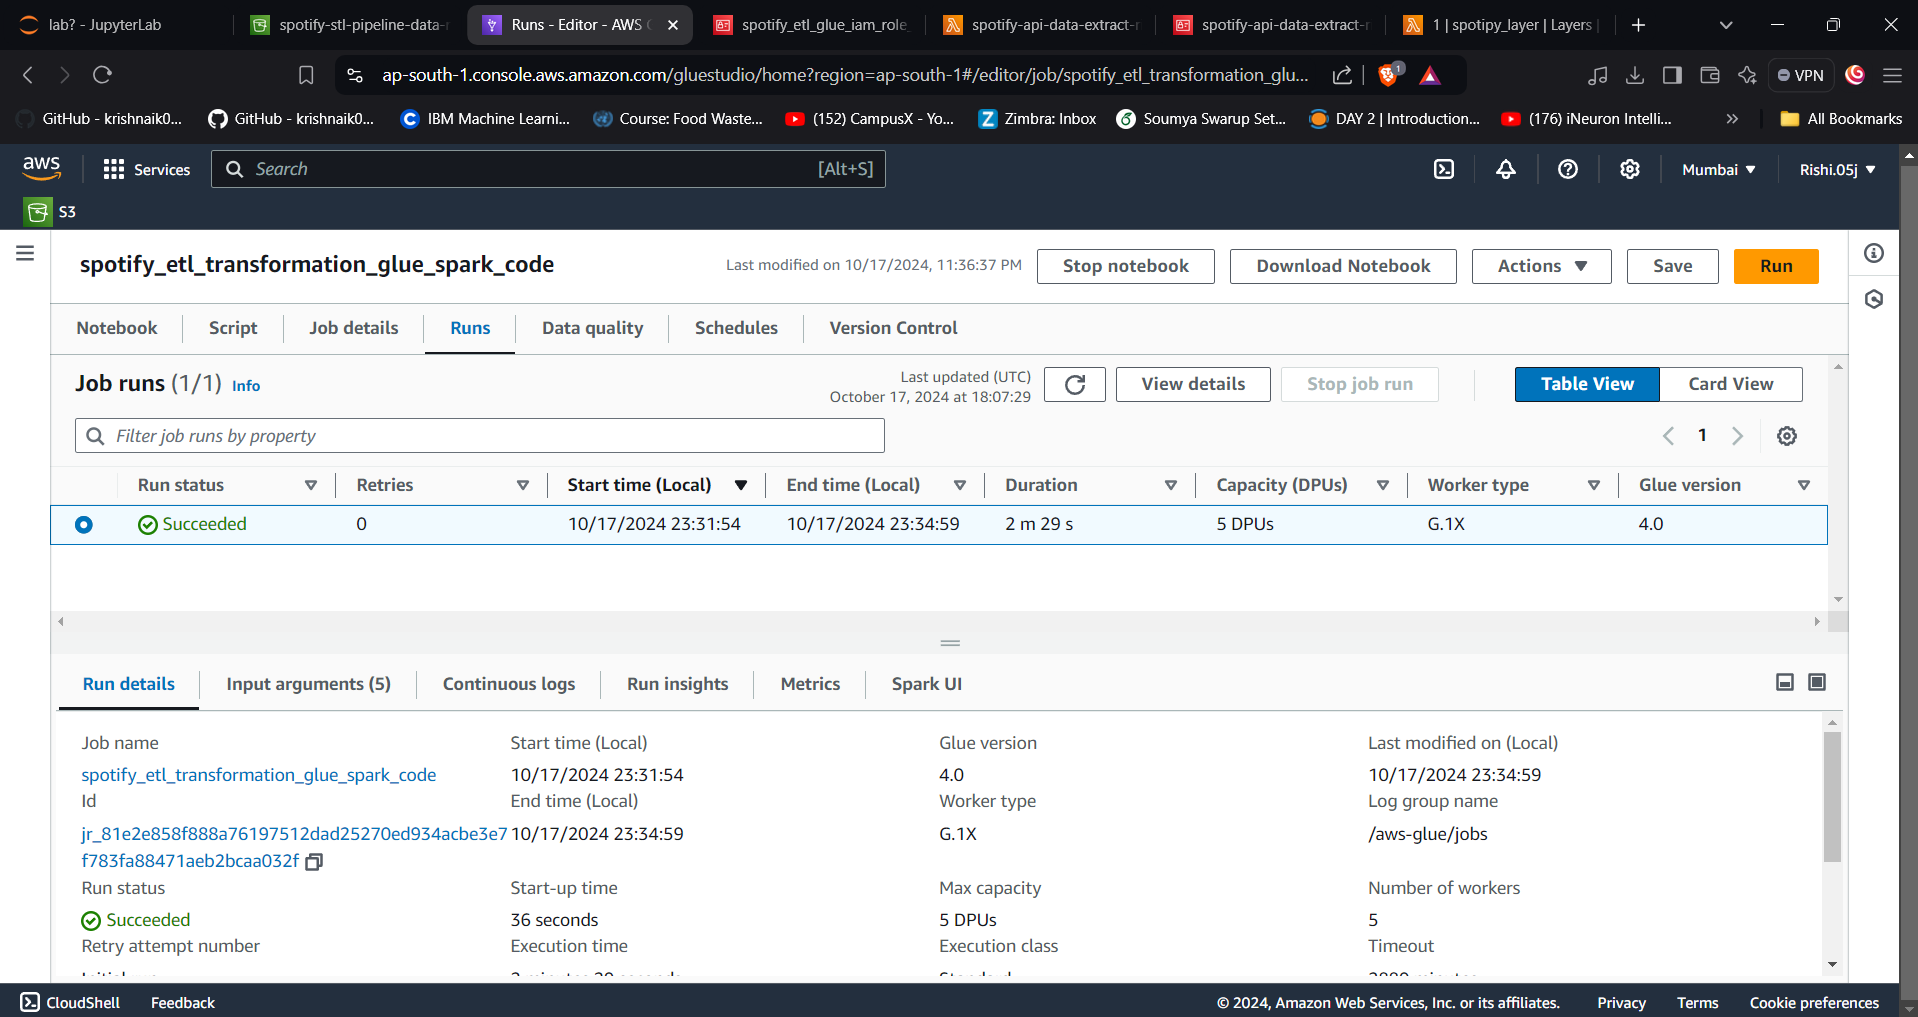 lab? - JupyterLab
spotify-stl-pipeline-data-
Runs - Editor - AWS
spotify_etl_glue_iam_role
spotify-api-data-extract-
spotify-api-data-extract-
1 | spotipy_layer | Layers
ap-south-1.console.aws.amazon.com/gluestudio/home?region=ap-south-1#/editor/job/spotify_etl_transformation_glu...
1
VPN
GitHub - krishnaik0...
GitHub - krishnaik0...
IBM Machine Learni...
Course: Food Waste...
(152) CampusX - Yo...
Zimbra: Inbox
Soumya Swarup Set...
DAY 2 | Introduction...
(176) iNeuron Intelli...
All Bookmarks
aws
Services
Search
[Alt+S]
Mumbai
Rishi.05j
S3
spotify_etl_transformation_glue_spark_code
Last modified on 10/17/2024, 11:36:37 PM
Stop notebook
Download Notebook
Actions
Save
Run
Notebook
Script
Job details
Runs
Data quality
Schedules
Version Control
Job runs (1/1) Info
Last updated (UTC)
October 17, 2024 at 18:07:29
View details
Stop job run
Table View
Card View
Filter job runs by property
1
Run status
Retries
Start time (Local)
End time (Local)
Duration
Capacity (DPUs)
Worker type
Glue version
Succeeded
0
10/17/2024 23:31:54
10/17/2024 23:34:59
2 m 29 s
5 DPUs
G.1X
4.0
Run details
Input arguments (5)
Continuous logs
Run insights
Metrics
Spark UI
Job name
Start time (Local)
Glue version
Last modified on (Local)
spotify_etl_transformation_glue_spark_code
10/17/2024 23:31:54
4.0
10/17/2024 23:34:59
Id
End time (Local)
Worker type
Log group name
jr_81e2e858f888a76197512dad25270ed934acbe3e7
f783fa88471aeb2bcaa032f
10/17/2024 23:34:59
G.1X
/aws-glue/jobs
Run status
Start-up time
Max capacity
Number of workers
Succeeded
36 seconds
5 DPUs
5
Retry attempt number
Execution time
Execution class
Timeout
CloudShell
Feedback
© 2024, Amazon Web Services, Inc. or its affiliates.
Privacy
Terms
Cookie preferences